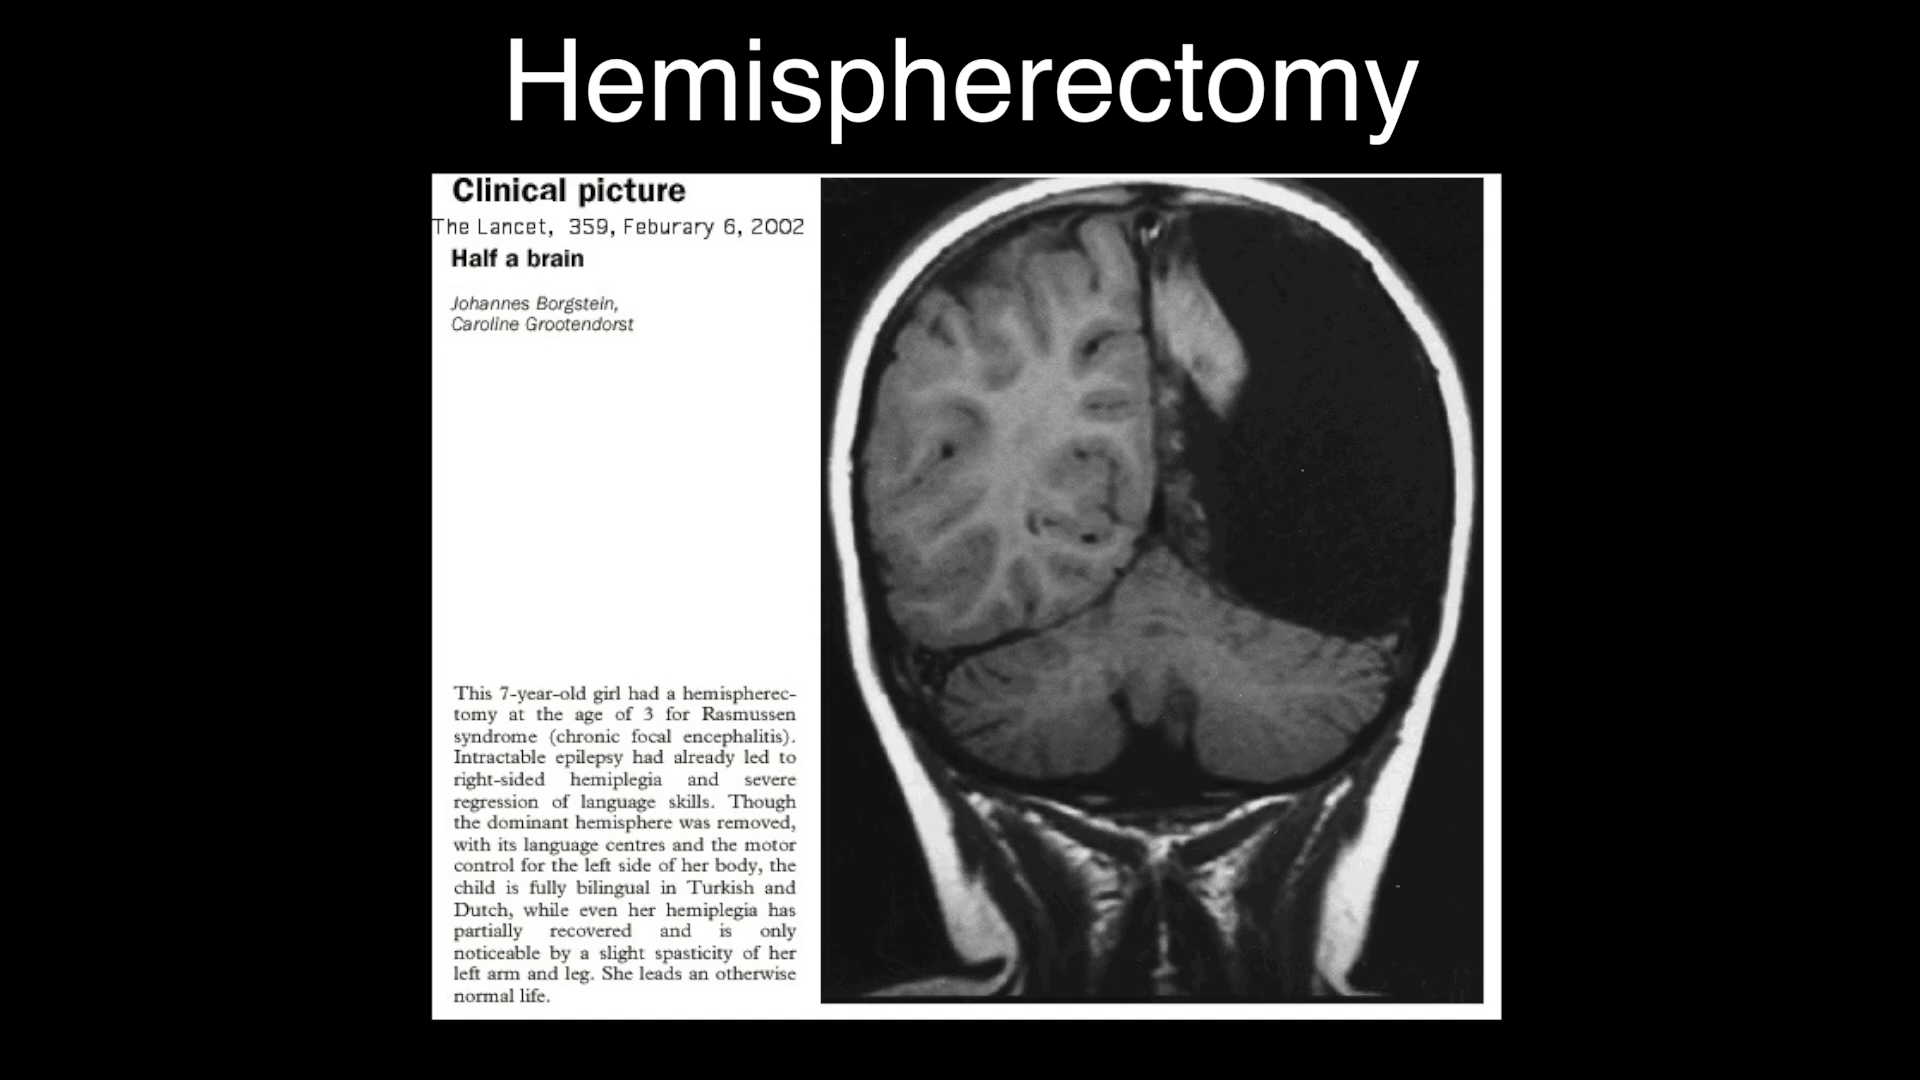 Hemispherectomy
Clinical picture
The Lancet, 359, Feburary 6, 2002
Half a brain
Johannes Borgstein,
Caroline Grootendorst
This 7-year-old girl had a hemispherec-
tomy at the age of 3 for Rasmussen
syndrome (chronic focal encephalitis).
Intractable epilepsy had already led to
right-sided hemiplegia and severe
regression of language skills. Though
the dominant hemisphere was removed,
with its language centres and the motor
control for the left side of her body, the
child is fully bilingual in Turkish and
Dutch, while even her hemiplegia has
partially recovered and is only
noticeable by a slight spasticity of her
left arm and leg. She leads an otherwise
normal life.